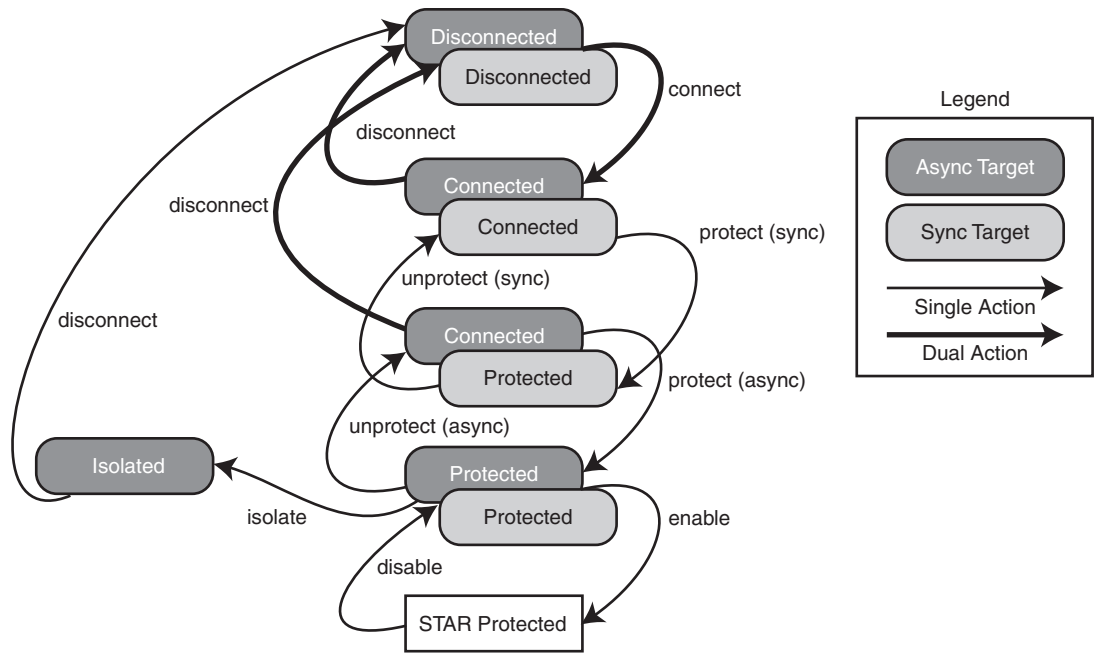 Disconnected
Disconnected
connect
Legend
disconnect
Async Target
Connected
disconnect
Connected
protect (sync)
Sync Target
unprotect (sync)
Single Action
disconnect
Connected
Dual Action
Protected
protect (async)
unprotect (async)
Isolated
Protected
isolate
Protected
enable
disable
STAR Protected